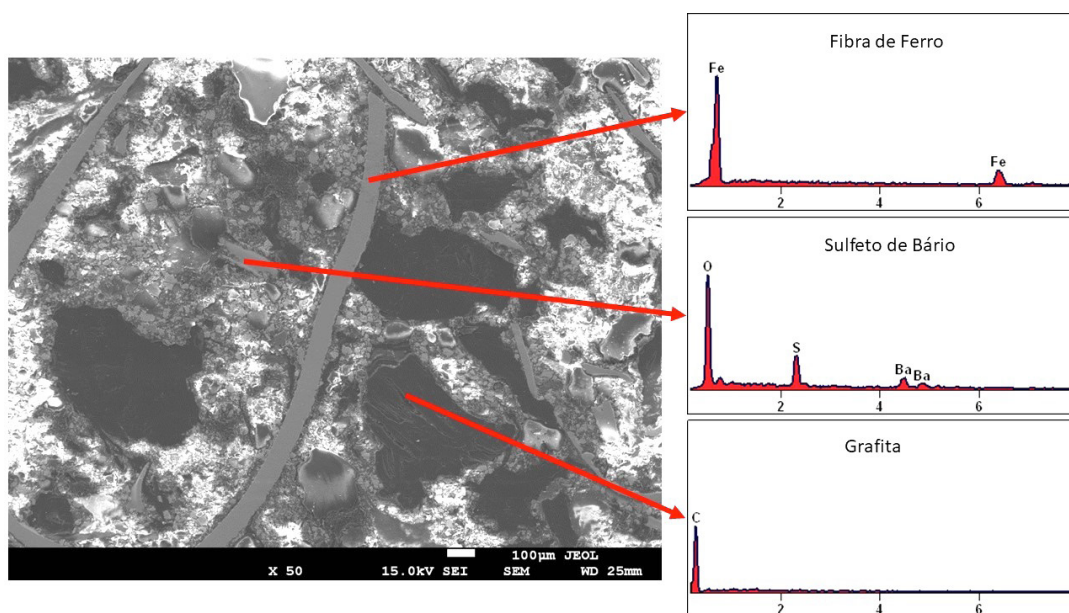 Fibra de Ferro
Fe
Fe
2 4 6
Sulfeto de Bário
O
S
Ba Ba
2 4 6
Grafita
C
2 4 6
100µm JEOL
X 50 15.0kV SEI SEM WD 25mm